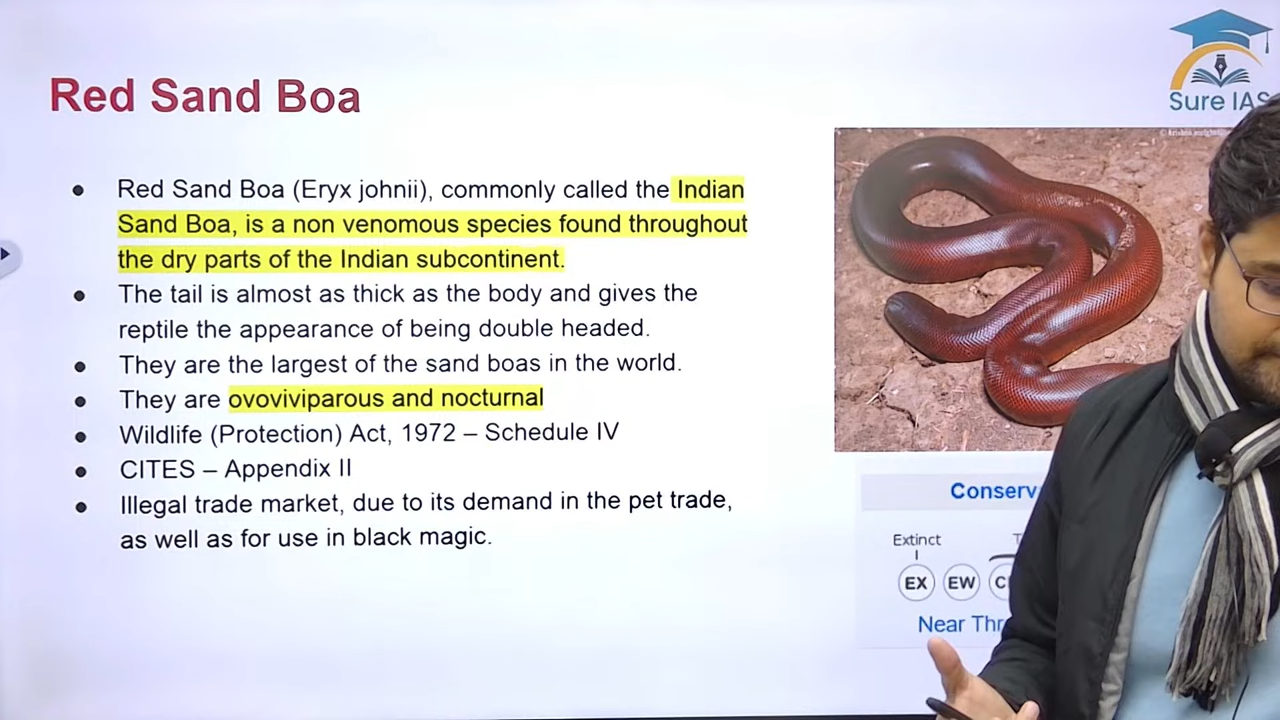 Red Sand Boa
Sure IAS
● Red Sand Boa (Eryx johnii), commonly called the Indian
Sand Boa, is a non venomous species found throughout
the dry parts of the Indian subcontinent.
● The tail is almost as thick as the body and gives the
reptile the appearance of being double headed.
● They are the largest of the sand boas in the world.
● They are ovoviviparous and nocturnal
● Wildlife (Protection) Act, 1972 – Schedule IV
● CITES – Appendix II
● Illegal trade market, due to its demand in the pet trade,
as well as for use in black magic.
Extinct
EX EW
Near